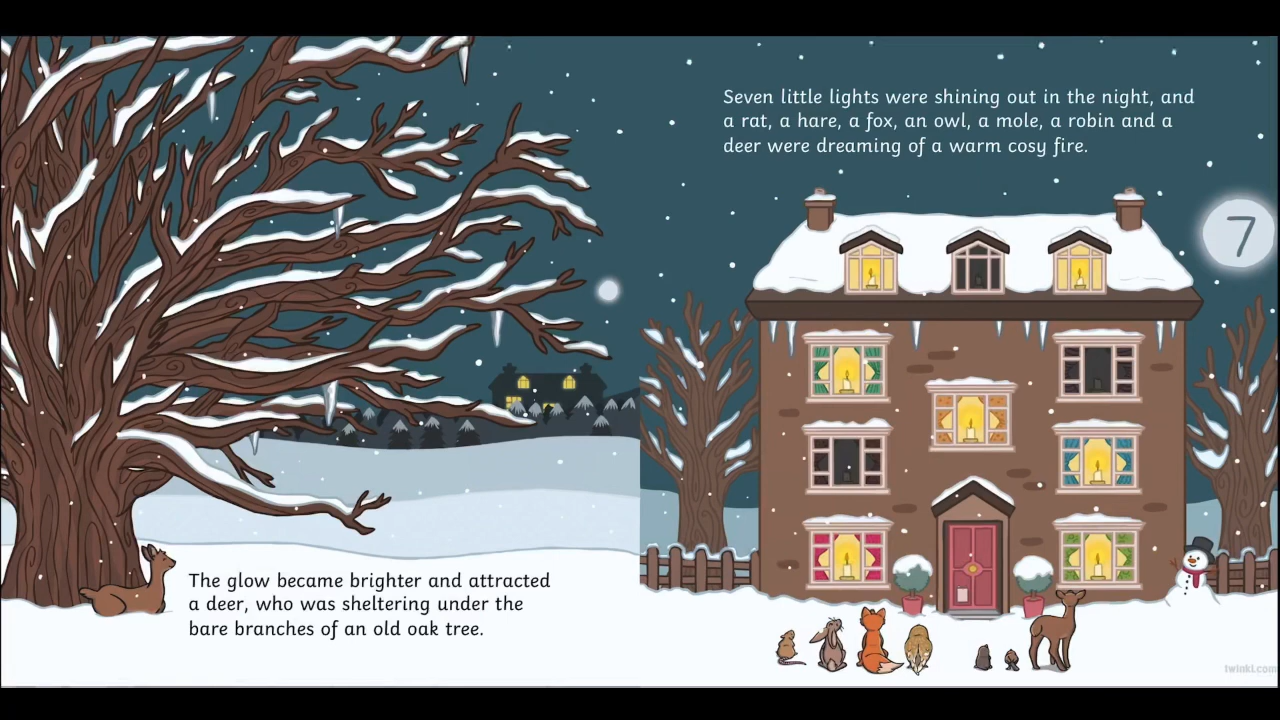 The glow became brighter and attracted
a deer, who was sheltering under the
bare branches of an old oak tree.
Seven little lights were shining out in the night, and
a rat, a hare, a fox, an owl, a mole, a robin and a
deer were dreaming of a warm cosy fire.
7
twinkl.com